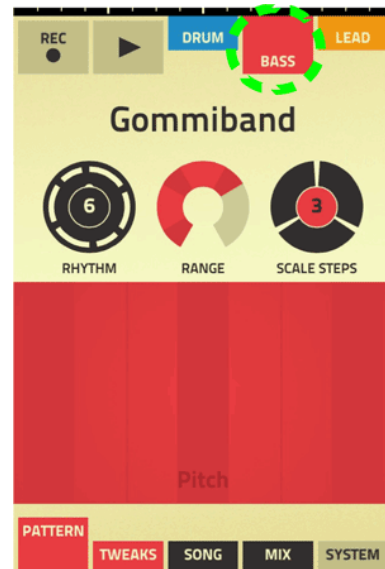 REC
DRUM
BASS
LEAD
Gommiband
6
3
RHYTHM
RANGE
SCALE STEPS
Pitch
PATTERN
TWEAKS
SONG
MIX
SYSTEM